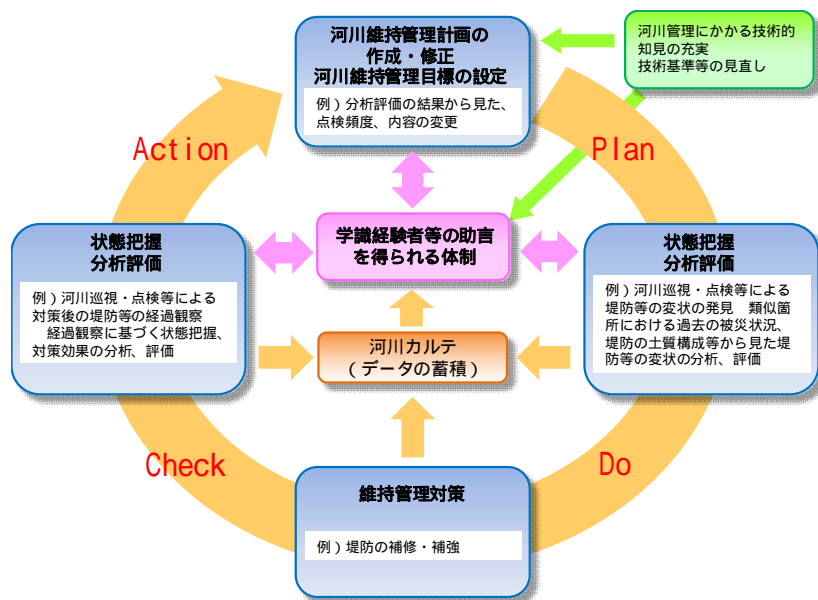 河川維持管理計画の
作成・修正
河川維持管理目標の設定
例）分析評価の結果から見た、
点検頻度、内容の変更
河川管理にかかる技術的
知見の充実
技術基準等の見直し
Action
Plan
学識経験者等の助言
を得られる体制
状態把握
分析評価
例）河川巡視・点検等による
対策後の堤防等の経過観察
経過観察に基づく状態把握、
対策効果の分析、評価
状態把握
分析評価
例）河川巡視・点検等による
堤防等の変状の発見　類似箇
所における過去の被災状況、
堤防の土質構成等から見た堤
防等の変状の分析、評価
河川カルテ
（データの蓄積）
Check
Do
維持管理対策
例）堤防の補修・補強